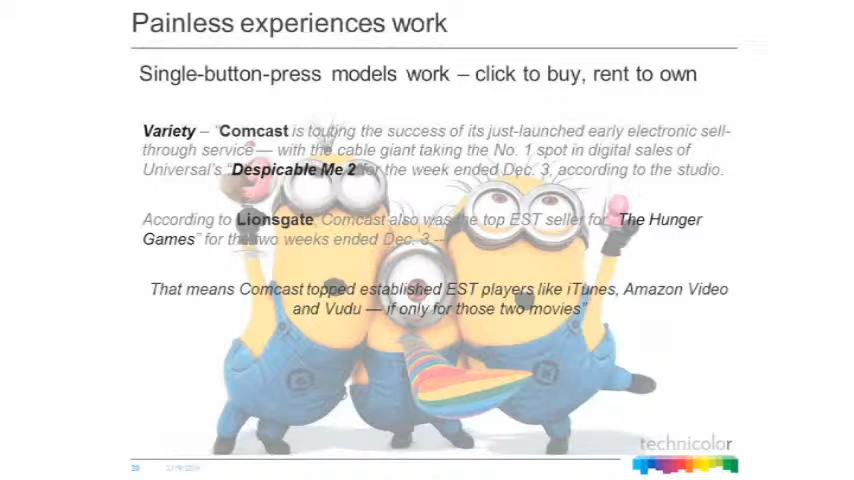 Painless experiences work
Single-button-press models work – click to buy, rent to own
Variety – “Comcast is touting the success of its just-launched early electronic sell-
through service — with the cable giant taking the No. 1 spot in digital sales of
Universal’s “Despicable Me 2” for the week ended Dec. 3, according to the studio.
According to Lionsgate, Comcast also was the top EST seller for “The Hunger
Games” for the two weeks ended Dec. 3 –
That means Comcast topped established EST players like iTunes, Amazon Video
and Vudu — if only for those two movies”
technicolor